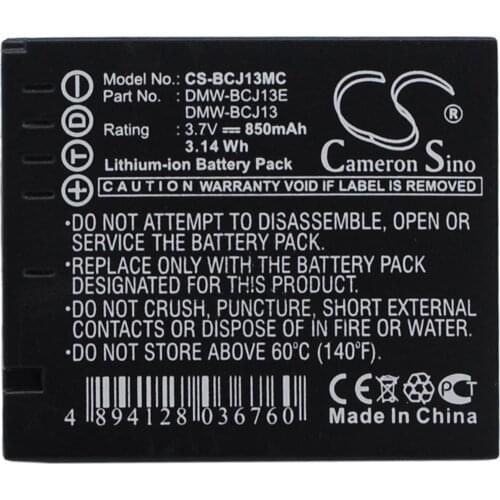 Model No.: CS-BCJ13MC
Part No.: DMW-BCJ13E
DMW-BCJ13
Rating: 3.7V 850mAh
3.14 Wh
Lithium-ion Battery Pack
CS
®
Cameron Sino
WARRANTY VOID IF LABEL IS REMOVED
•DO NOT ATTEMPT TO DISASSEMBLE, OPEN OR SERVICE THE BATTERY PACK
•REPLACE ONLY WITH BATTERY PACK DESIGNATED FOR THIS PRODUCT
•DO NOT CRUSH, PUNCTURE, SHORT EXTERNAL CONTACTS OR DISPOSE OF IN FIRE OR WATER.
•DO NOT STORE ABOVE 60°C (140°F)
4 894128 036760
CE PCT
Made In China
T
D